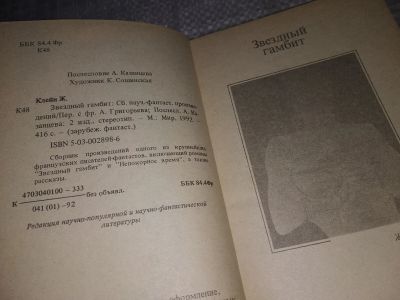 ББК 84.4 Фр
К48
Послесловие А. Казанцева
Художник К. Сошинская
Клейн Ж.
К48 Звездный гамбит: Сб. науч.-фантаст. произве-
дений/Пер. с фр. А. Григорьева; Послесл. А. Ка-
занцева: 2 изд., стереотип. – М.: Мир, 1992. –
416 с. – (зарубеж. фантаст.)
ISBN 5-03-002898-6
Сборник произведений одного из крупнейших
французских писателей-фантастов, включающий романы
"Звездный гамбит" и "Непокорное время", а также
рассказы.
К 4703040100 – 333
041 (01) –92 без объявл. ББК 84.4Фр
Редакция научно-популярной и научно-фантастической
литературы
оформление,
Звездный
гамбит
Ж